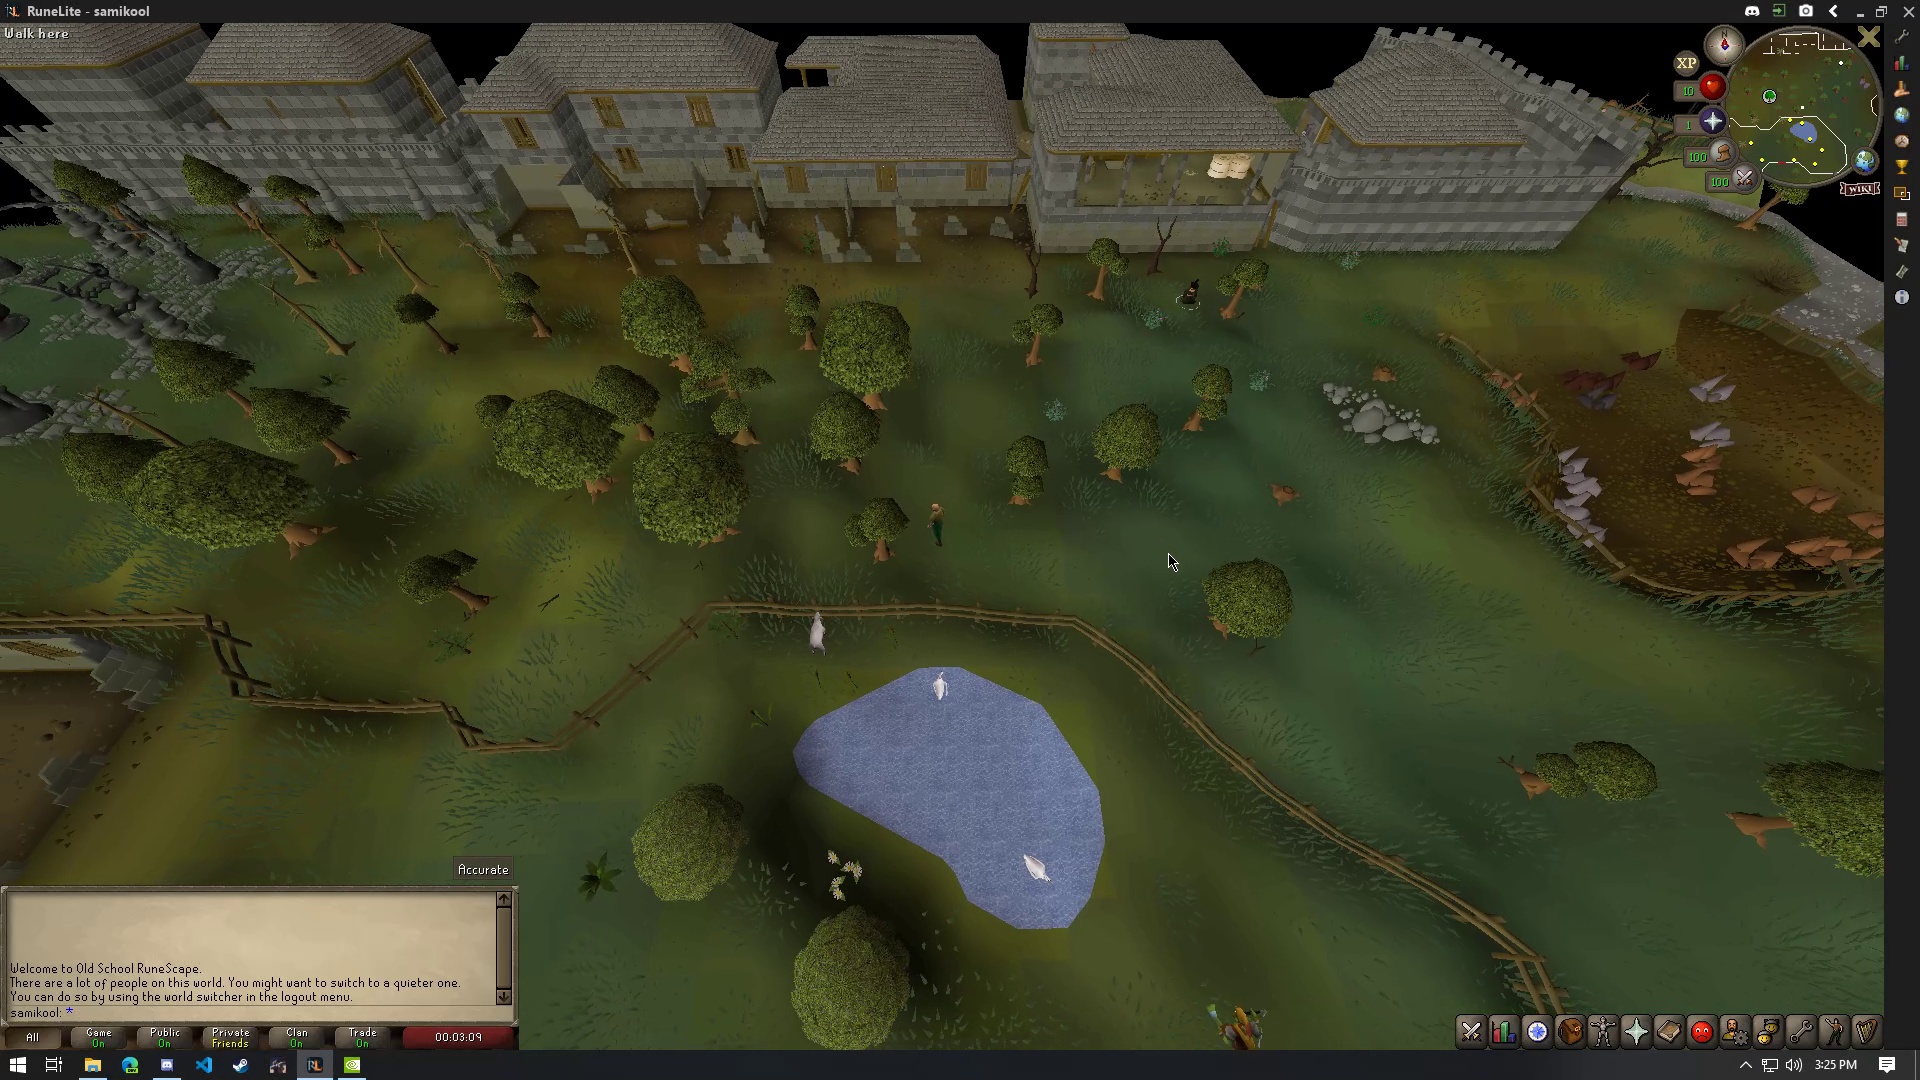 RuneLite - samikool
Walk here
XP
10
1
100
100
WIKI
Accurate
Welcome to Old School RuneScape.
There are a lot of people on this world. You might want to switch to a quieter one.
You can do so by using the world switcher in the logout menu.
samikool: *
All
Game
On
Public
On
Private
Friends
Clan
On
Trade
On
00:03:09
3:25 PM